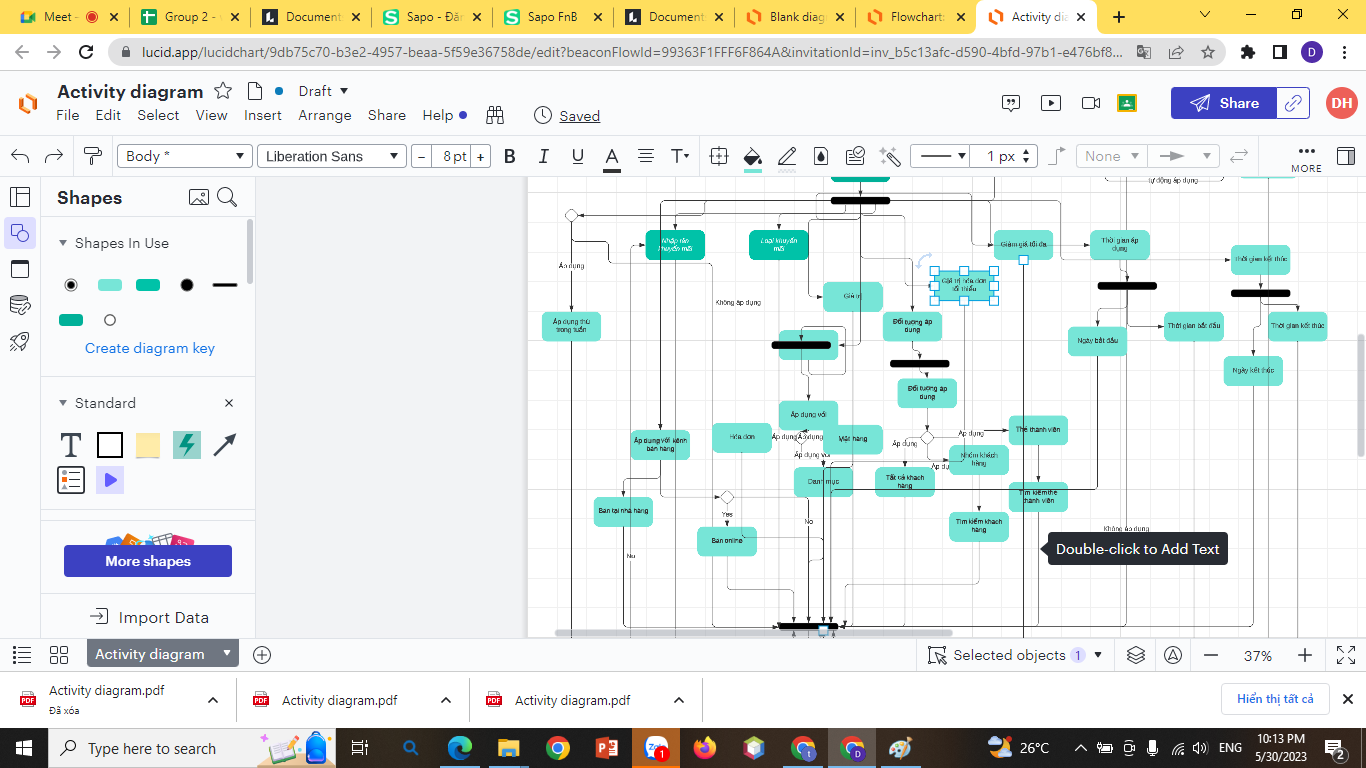 Meet -
Group 2 -
Document
Sapo - Đă
Sapo FnB
Document
Blank diag
Flowchart
Activity di
lucid.app/lucidchart/9db75c70-b3e2-4957-beaa-5f59e36758de/edit?beaconFlowId=99363F1FFF6F864A&invitationId=inv_b5c13afc-d590-4bfd-97b1-e476bf8...
D
Activity diagram
Draft
File Edit Select View Insert Arrange Share Help
Saved
Share
DH
Body *
Liberation Sans
- 8 pt +
B I U A T
1 px
None
MORE
Shapes
Shapes In Use
Create diagram key
Standard
T
More shapes
Import Data
tự động áp dụng
Nhập tên khuyến mãi
Loại khuyến mãi
Giảm giá tối đa
Thời gian áp dụng
Thời gian kết thúc
Áp dụng
Giá trị hóa đơn tối thiểu
Giá trị
Không áp dụng
Áp dụng thứ trong tuần
Đối tượng áp dụng
Thời gian bắt đầu
Thời gian kết thúc
Ngày bắt đầu
Ngày kết thúc
Đối tượng áp dụng
Áp dụng với
Áp dụng với kênh bán hàng
Hóa đơn
Áp dụng
Áp dụng
Mặt hàng
Áp dụng với
Áp dụng
Áp dụng
Thẻ thành viên
Nhóm khách hàng
Danh mục
Tất cả khách hàng
Tìm kiếm thẻ thành viên
Bán tại nhà hàng
Yes
No
Tìm kiếm khách hàng
Không áp dụng
Bán online
No
Double-click to Add Text
Activity diagram
Selected objects 1
37%
Activity diagram.pdf
Đã xóa
Activity diagram.pdf
Activity diagram.pdf
Hiển thị tất cả
Type here to search
26°C
ENG
10:13 PM
5/30/2023
2